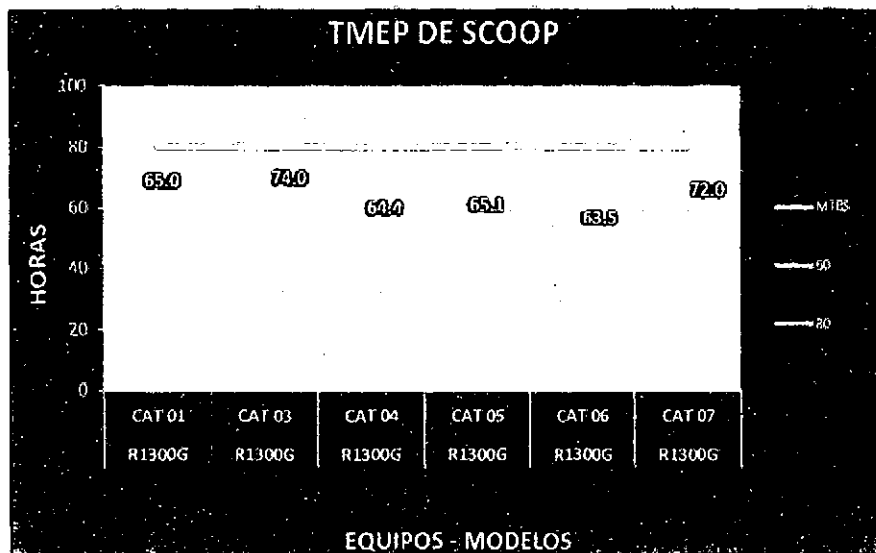 TMEP DE SCOOP
HORAS
100
80
60
40
20
0
65.0
74.0
64.4
65.1
63.5
72.0
CAT 01
CAT 03
CAT 04
CAT 05
CAT 06
CAT 07
R1300G
R1300G
R1300G
R1300G
R1300G
R1300G
EQUIPOS - MODELOS
MTBS
60
80